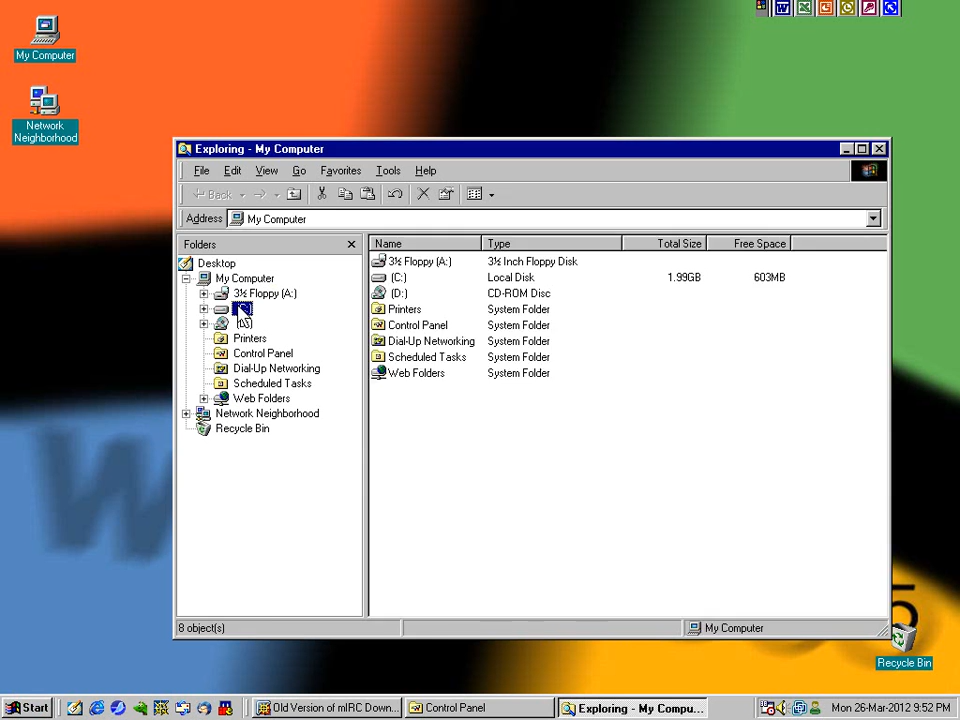 My Computer
Network
Neighborhood
Exploring - My Computer
File Edit View Go Favorites Tools Help
Back
Address My Computer
Folders
Name Type Total Size Free Space
Desktop
My Computer
3½ Floppy (A:)
Printers
Control Panel
Dial-Up Networking
Scheduled Tasks
Web Folders
Network Neighborhood
Recycle Bin
3½ Floppy (A:) 3½ Inch Floppy Disk
(C:) Local Disk 1.99GB 603MB
(D:) CD-ROM Disc
Printers System Folder
Control Panel System Folder
Dial-Up Networking System Folder
Scheduled Tasks System Folder
Web Folders System Folder
8 object(s) My Computer
Recycle Bin
Start Old Version of mIRC Down... Control Panel Exploring - My Compu... Mon 26-Mar-2012 9:52 PM